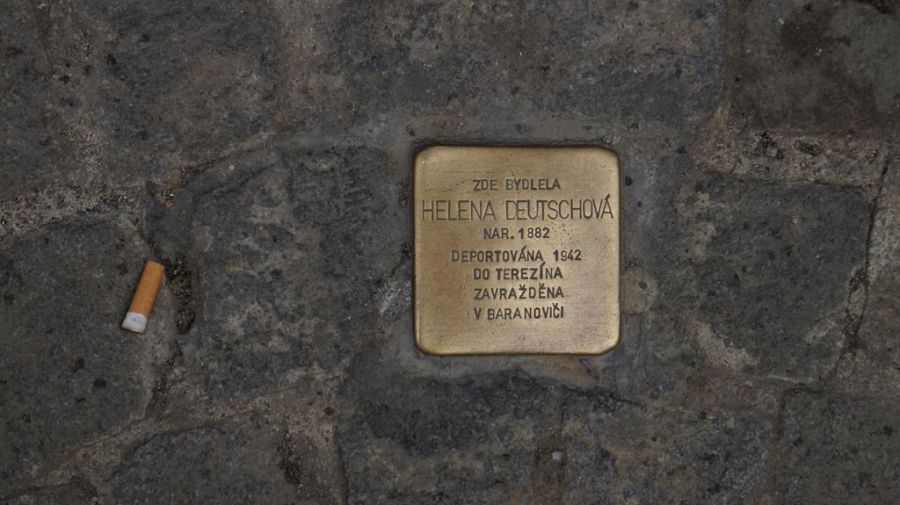 ZDE BYDLELA
HELENA DEUTSCHOVÁ
NAR. 1882
DEPORTOVÁNA 1942
DO TEREZÍNA
ZAVRAŽDĚNA
V BARANOVIČI